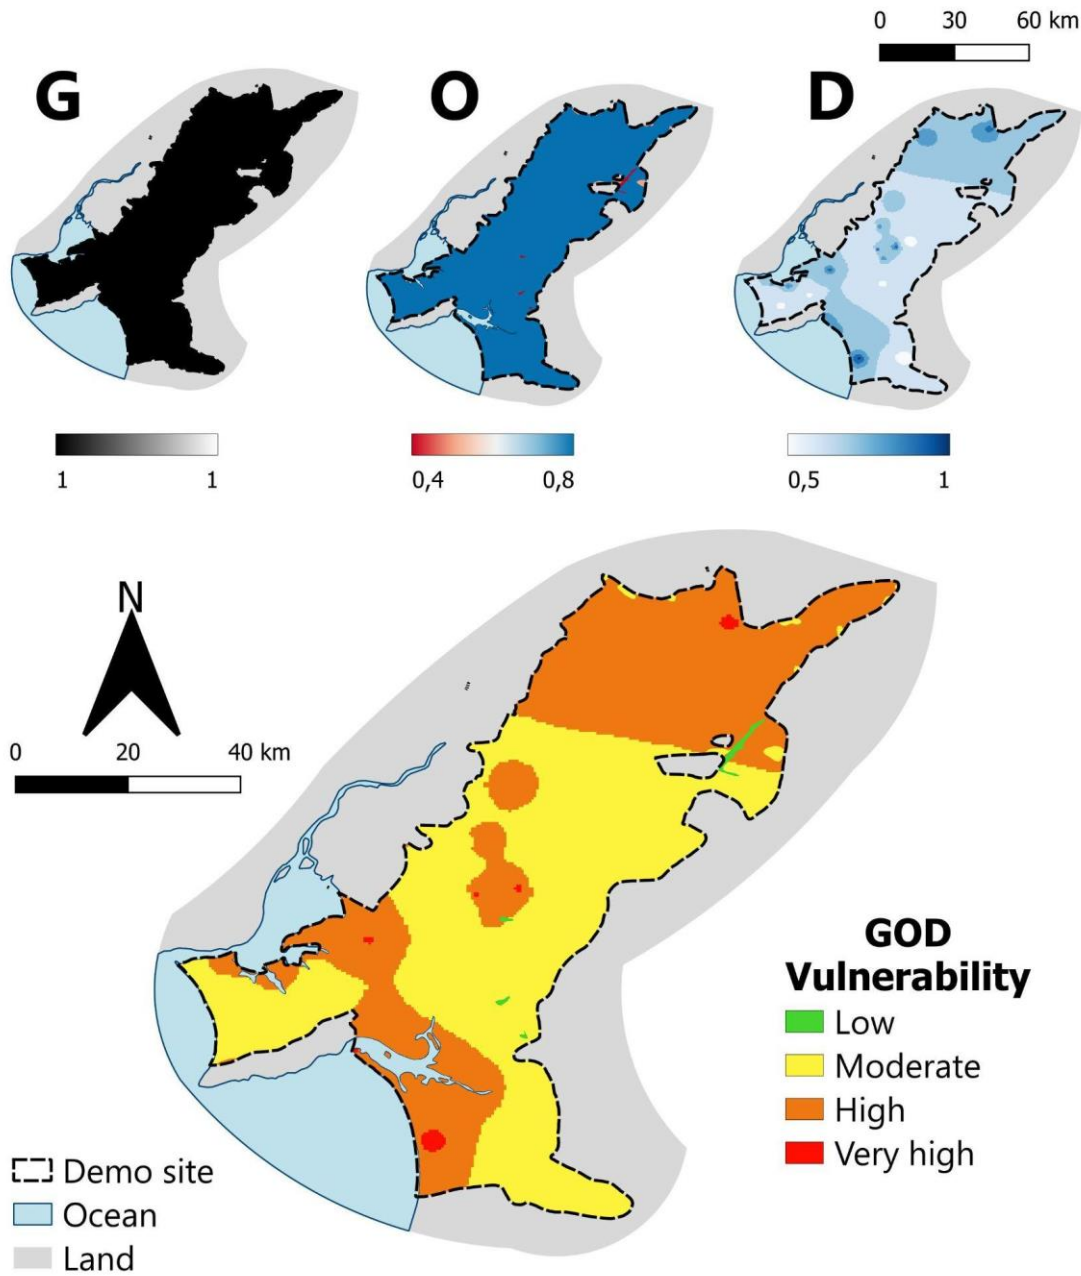 0 30 60 km
G
O
D
1 1
0,4 0,8
0,5 1
N
0 20 40 km
GOD
Vulnerability
Low
Moderate
High
Very high
Demo site
Ocean
Land